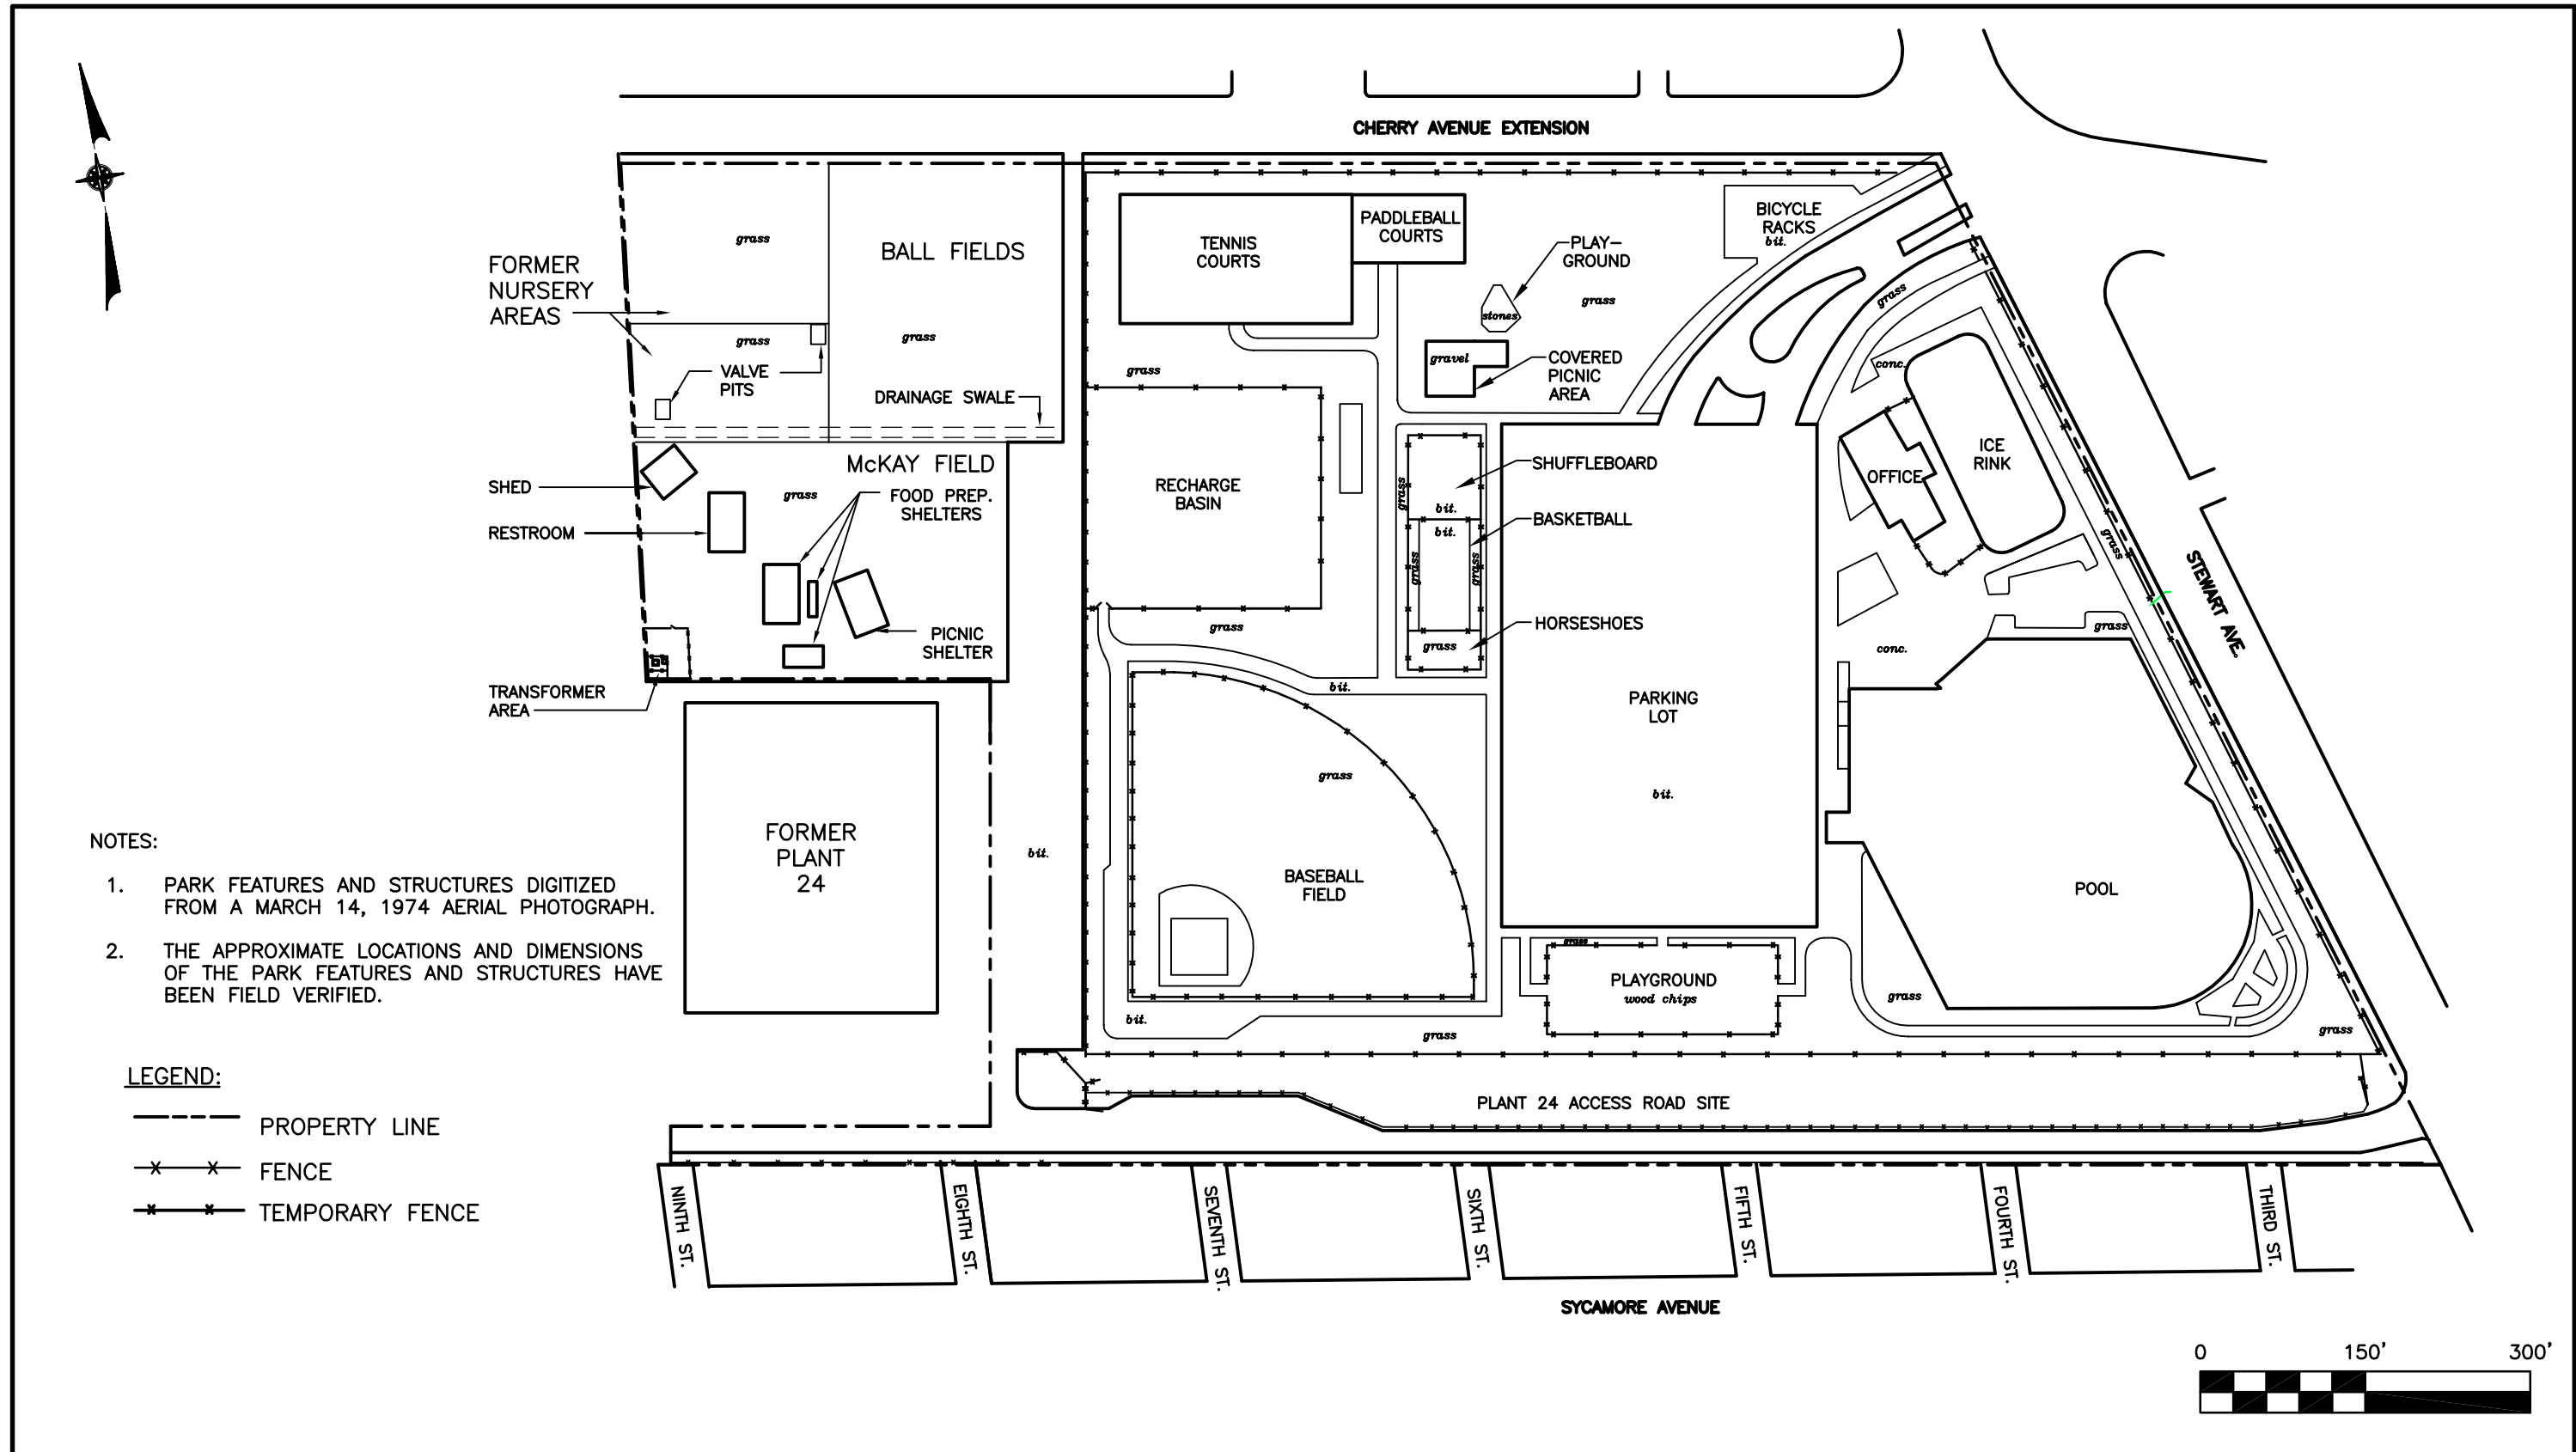 CHERRY AVENUE EXTENSION
BICYCLE
RACKS
bit.
PADDLEBALL
COURTS
TENNIS
COURTS
PLAY-
GROUND
grass
BALL FIELDS
grass
FORMER
NURSERY
AREAS
grass
stones
grass
grass
grass
VALVE
PITS
grass
gravel
COVERED
PICNIC
AREA
conc.
DRAINAGE SWALE
ICE
RINK
OFFICE
McKAY FIELD
SHED
grass
FOOD PREP.
SHELTERS
RECHARGE
BASIN
SHUFFLEBOARD
grass
bit.
BASKETBALL
bit.
RESTROOM
grass
grass
grass
STEWART AVE.
PICNIC
SHELTER
grass
HORSESHOES
grass
grass
conc.
TRANSFORMER
AREA
bit.
PARKING
LOT
grass
bit.
FORMER
PLANT
24
bit.
BASEBALL
FIELD
POOL
NOTES:
1. PARK FEATURES AND STRUCTURES DIGITIZED
FROM A MARCH 14, 1974 AERIAL PHOTOGRAPH.
2. THE APPROXIMATE LOCATIONS AND DIMENSIONS
OF THE PARK FEATURES AND STRUCTURES HAVE
BEEN FIELD VERIFIED.
grass
PLAYGROUND
wood chips
grass
bit.
grass
grass
LEGEND:
PROPERTY LINE
FENCE
TEMPORARY FENCE
PLANT 24 ACCESS ROAD SITE
NINTH ST.
EIGHTH ST.
SEVENTH ST.
SIXTH ST.
FIFTH ST.
FOURTH ST.
THIRD ST.
SYCAMORE AVENUE
0 150' 300'